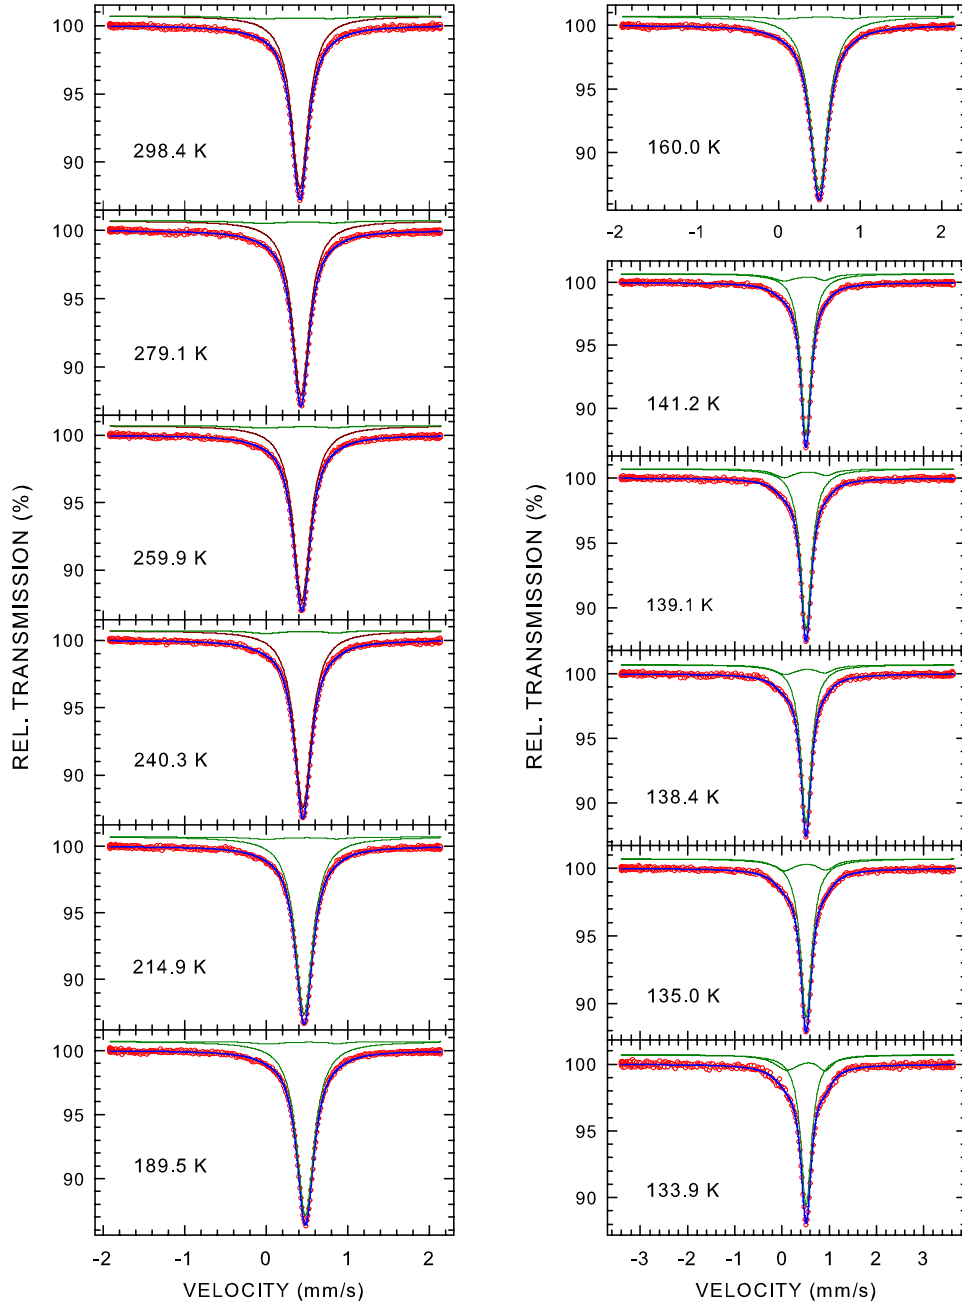 100
95
90
298.4 K
100
95
90
279.1 K
100
95
90
259.9 K
100
95
90
240.3 K
100
95
90
214.9 K
100
95
90
189.5 K
-2 -1 0 1 2
VELOCITY (mm/s)
REL. TRANSMISSION (%)
100
95
90
160.0 K
-2 -1 0 1 2
100
95
90
141.2 K
100
95
90
139.1 K
100
95
90
138.4 K
100
95
90
135.0 K
100
95
90
133.9 K
-3 -2 -1 0 1 2 3
VELOCITY (mm/s)
REL. TRANSMISSION (%)